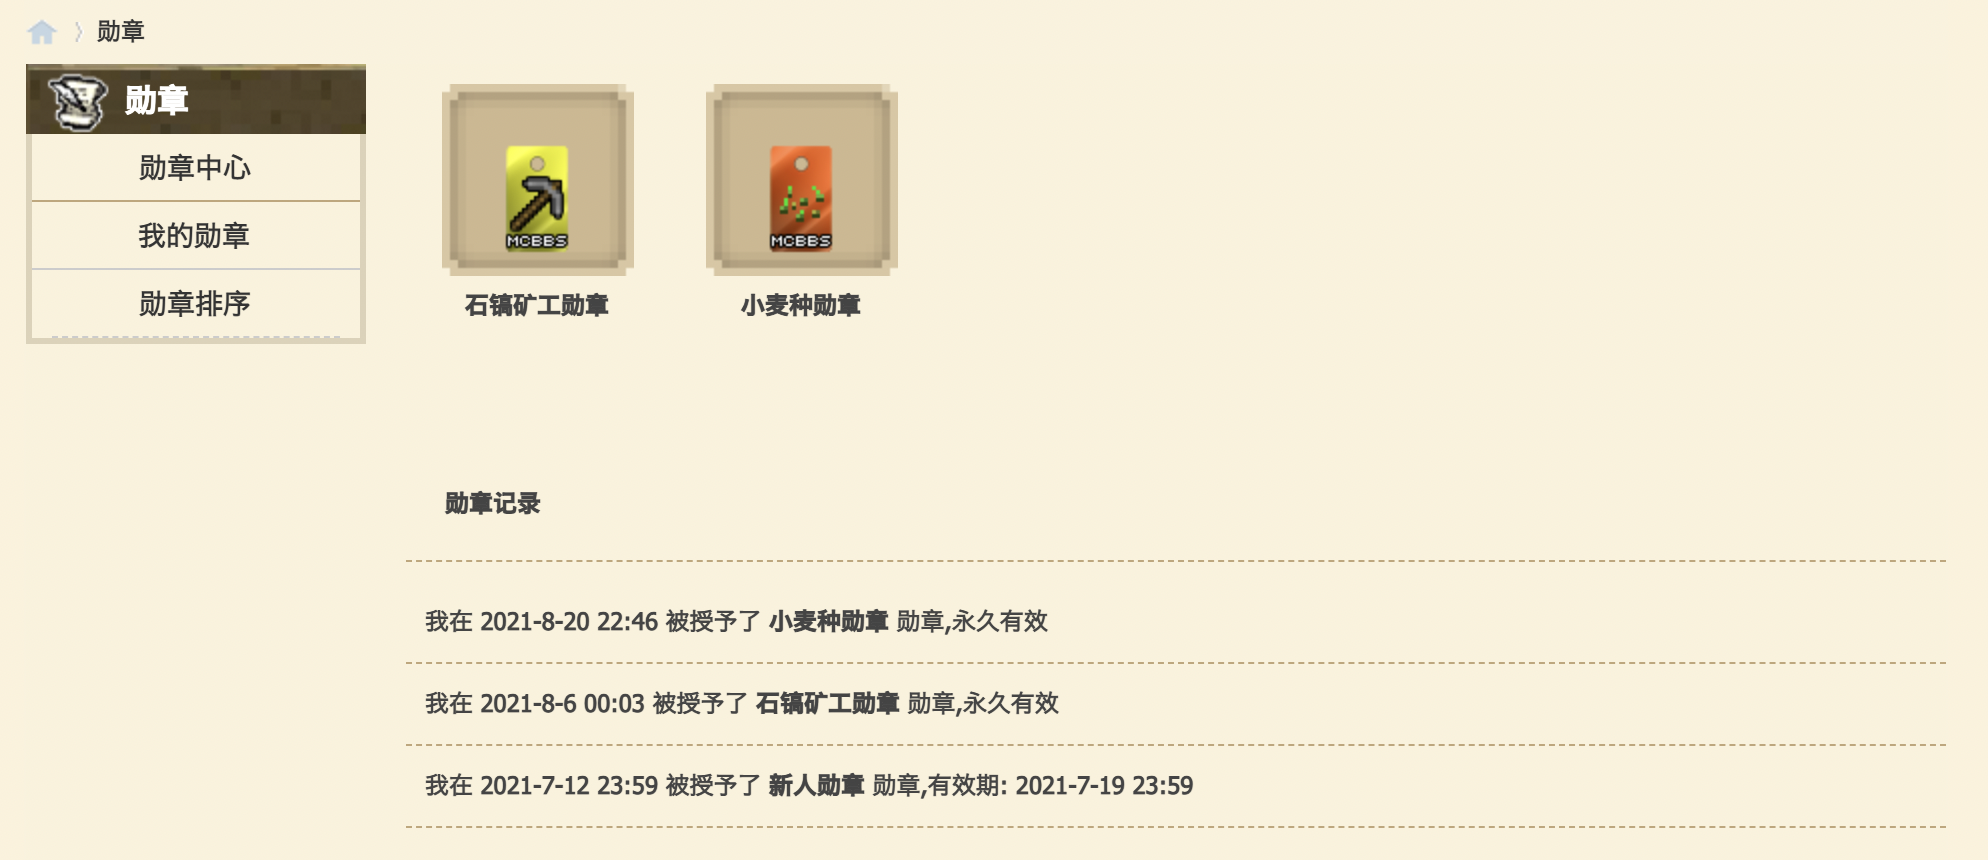 勋章
勋章
勋章中心
我的勋章
勋章排序
MCBBS
MCBBS
石镐矿工勋章
小麦种勋章
勋章记录
我在 2021-8-20 22:46 被授予了 小麦种勋章 勋章,永久有效
我在 2021-8-6 00:03 被授予了 石镐矿工勋章 勋章,永久有效
我在 2021-7-12 23:59 被授予了 新人勋章 勋章,有效期: 2021-7-19 23:59